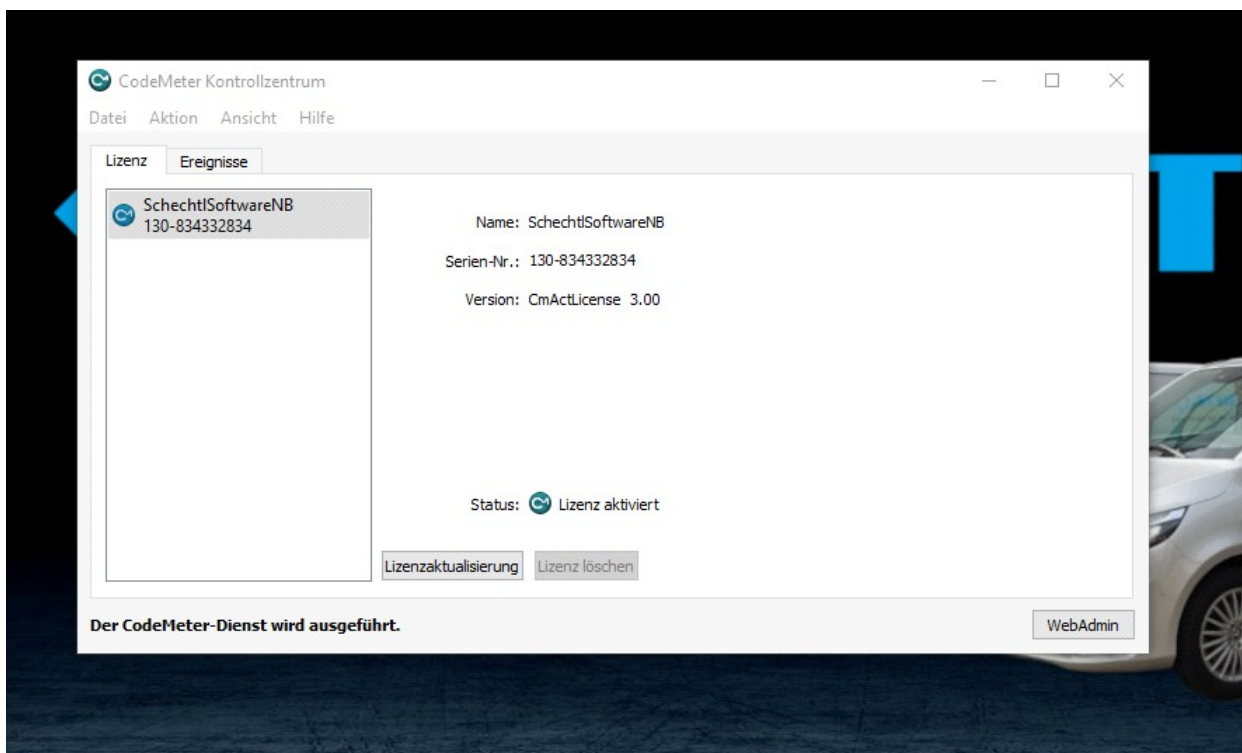 CodeMeter Kontrollzentrum
Datei Aktion Ansicht Hilfe
Lizenz Ereignisse
SchechtlSoftwareNB
130-834332834
Name: SchechtlSoftwareNB
Serien-Nr.: 130-834332834
Version: CmActLicense 3.00
Status: Lizenz aktiviert
Lizenzaktualisierung Lizenz löschen
Der CodeMeter-Dienst wird ausgeführt.
WebAdmin
T